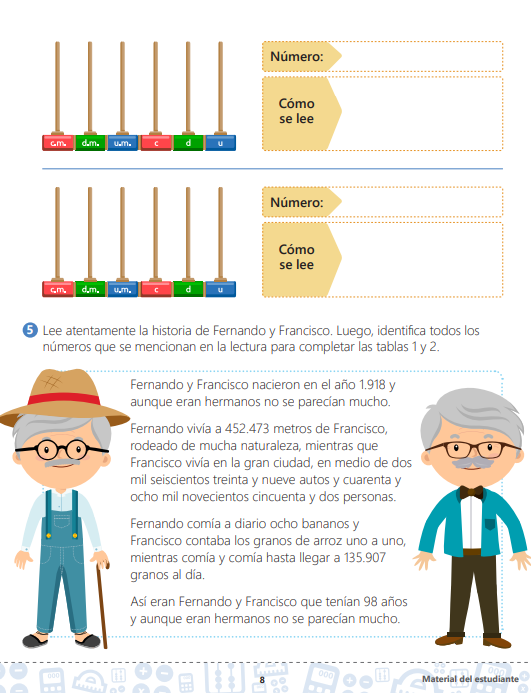 Número:
Cómo
se lee
c.m. d.m. u.m. c d u
Número:
Cómo
se lee
c.m. d.m. u.m. c d u
5 Lee atentamente la historia de Fernando y Francisco. Luego, identifica todos los
números que se mencionan en la lectura para completar las tablas 1 y 2.
Fernando y Francisco nacieron en el año 1.918 y
aunque eran hermanos no se parecían mucho.
Fernando vivía a 452.473 metros de Francisco,
rodeado de mucha naturaleza, mientras que
Francisco vivía en la gran ciudad, en medio de dos
mil seiscientos treinta y nueve autos y cuarenta y
ocho mil novecientos cincuenta y dos personas.
Fernando comía a diario ocho bananos y
Francisco contaba los granos de arroz uno a uno,
mientras comía y comía hasta llegar a 135.907
granos al día.
Así eran Fernando y Francisco que tenían 98 años
y aunque eran hermanos no se parecían mucho.
8
Material del estudiante